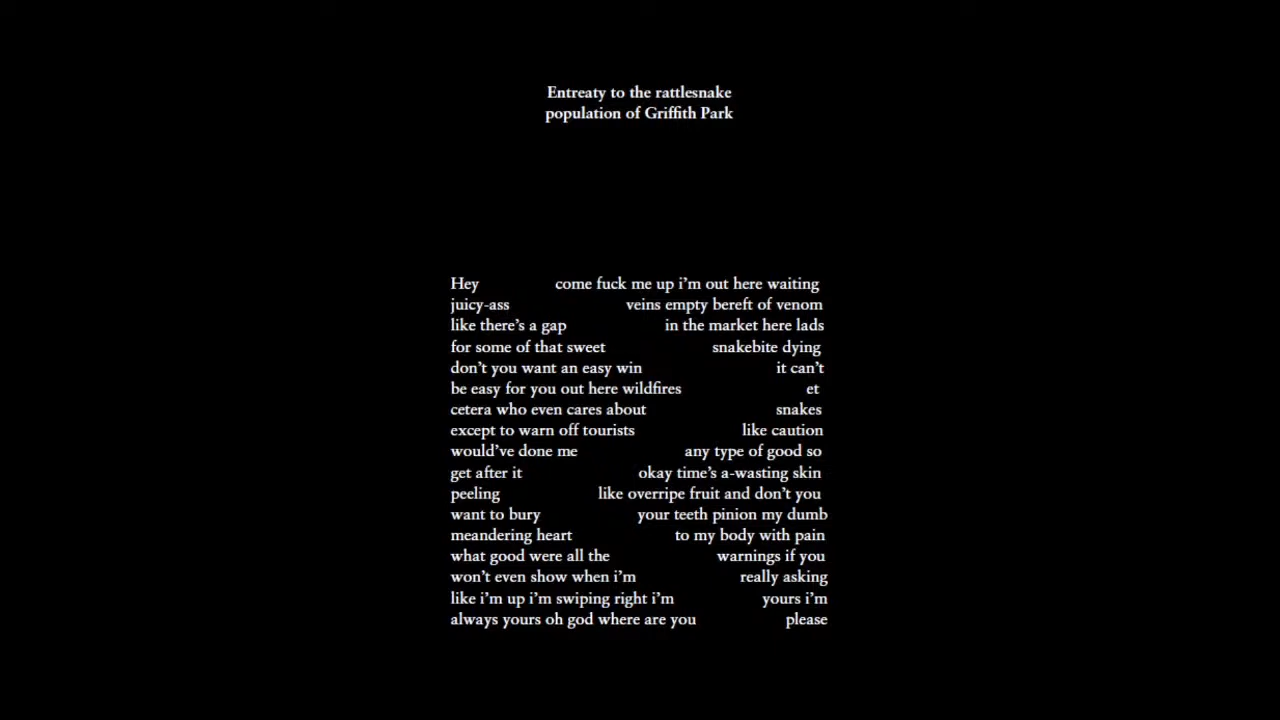 Entreaty to the rattlesnake
population of Griffith Park
Hey come fuck me up i’m out here waiting
juicy-ass veins empty bereft of venom
like there’s a gap in the market here lads
for some of that sweet snakebite dying
don’t you want an easy win it can’t
be easy for you out here wildfires et
cetera who even cares about snakes
except to warn off tourists like caution
would’ve done me any type of good so
get after it okay time’s a-wasting skin
peeling like overripe fruit and don’t you
want to bury your teeth pinion my dumb
meandering heart to my body with pain
what good were all the warnings if you
won’t even show when i’m really asking
like i’m up i’m swiping right i’m yours i’m
always yours oh god where are you please